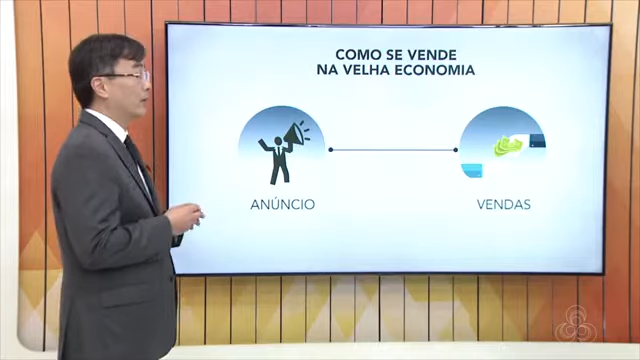 COMO SE VENDE
NA VELHA ECONOMIA
ANÚNCIO
VENDAS